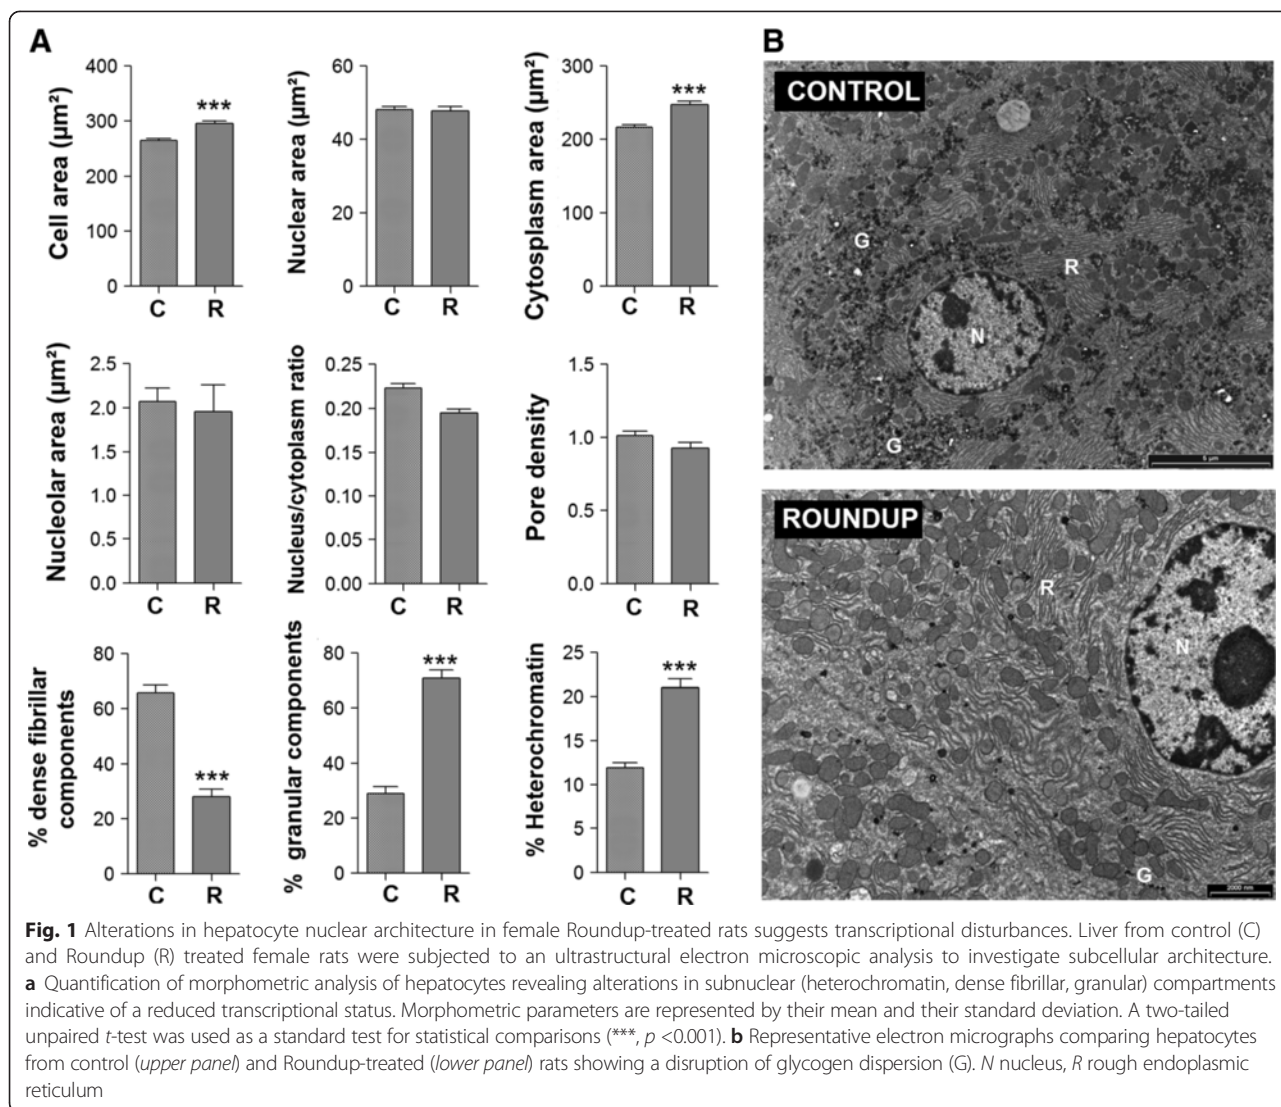 A
Cell area (µm²)
400
300
200
100
0
***
C R
Nuclear area (µm²)
60
40
20
0
C R
Cytosplasm area (µm²)
300
200
100
0
***
C R
Nucleolar area (µm²)
2.5
2.0
1.5
1.0
0.5
0.0
C R
Nucleus/cytoplasm ratio
0.25
0.20
0.15
0.10
0.05
0.00
C R
Pore density
1.5
1.0
0.5
0.0
C R
% dense fibrillar
components
80
60
40
20
0
***
C R
% granular components
80
60
40
20
0
***
C R
% Heterochromatin
25
20
15
10
5
0
***
C R
B
CONTROL
G
R
N
G
5 µm
ROUNDUP
R
N
G
2000 nm
Fig. 1 Alterations in hepatocyte nuclear architecture in female Roundup-treated rats suggests transcriptional disturbances. Liver from control (C)
and Roundup (R) treated female rats were subjected to an ultrastructural electron microscopic analysis to investigate subcellular architecture.
a Quantification of morphometric analysis of hepatocytes revealing alterations in subnuclear (heterochromatin, dense fibrillar, granular) compartments
indicative of a reduced transcriptional status. Morphometric parameters are represented by their mean and their standard deviation. A two-tailed
unpaired t-test was used as a standard test for statistical comparisons (***, p <0.001). b Representative electron micrographs comparing hepatocytes
from control (upper panel) and Roundup-treated (lower panel) rats showing a disruption of glycogen dispersion (G). N nucleus, R rough endoplasmic
reticulum